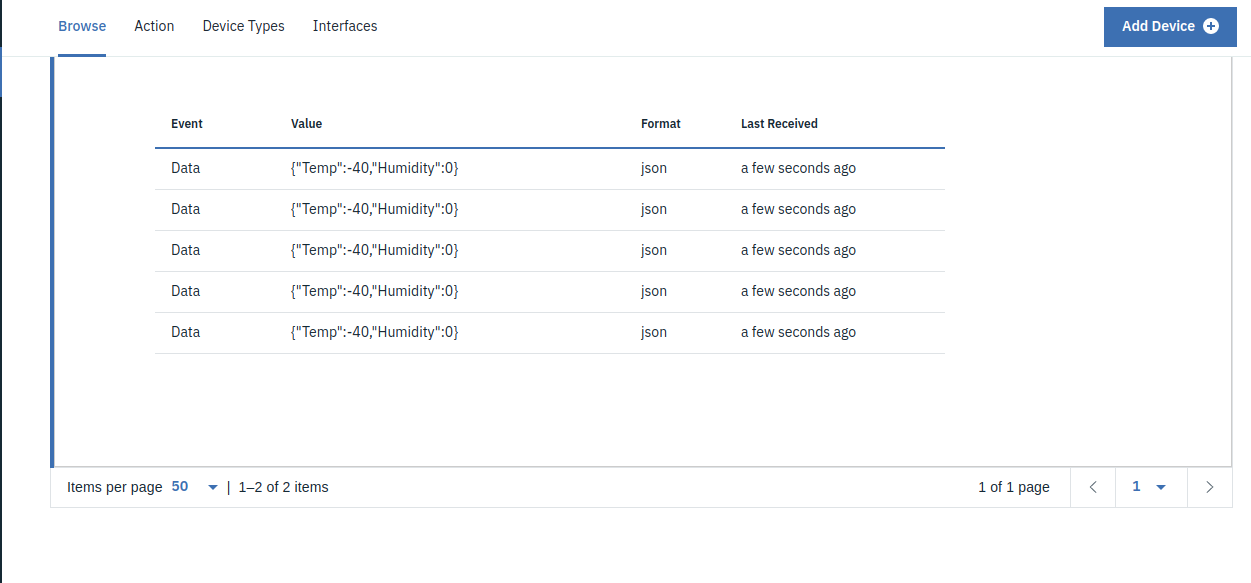 Browse Action Device Types Interfaces Add Device
Event Value Format Last Received
Data {"Temp":-40,"Humidity":0} json a few seconds ago
Data {"Temp":-40,"Humidity":0} json a few seconds ago
Data {"Temp":-40,"Humidity":0} json a few seconds ago
Data {"Temp":-40,"Humidity":0} json a few seconds ago
Data {"Temp":-40,"Humidity":0} json a few seconds ago
Items per page 50 | 1–2 of 2 items 1 of 1 page 1